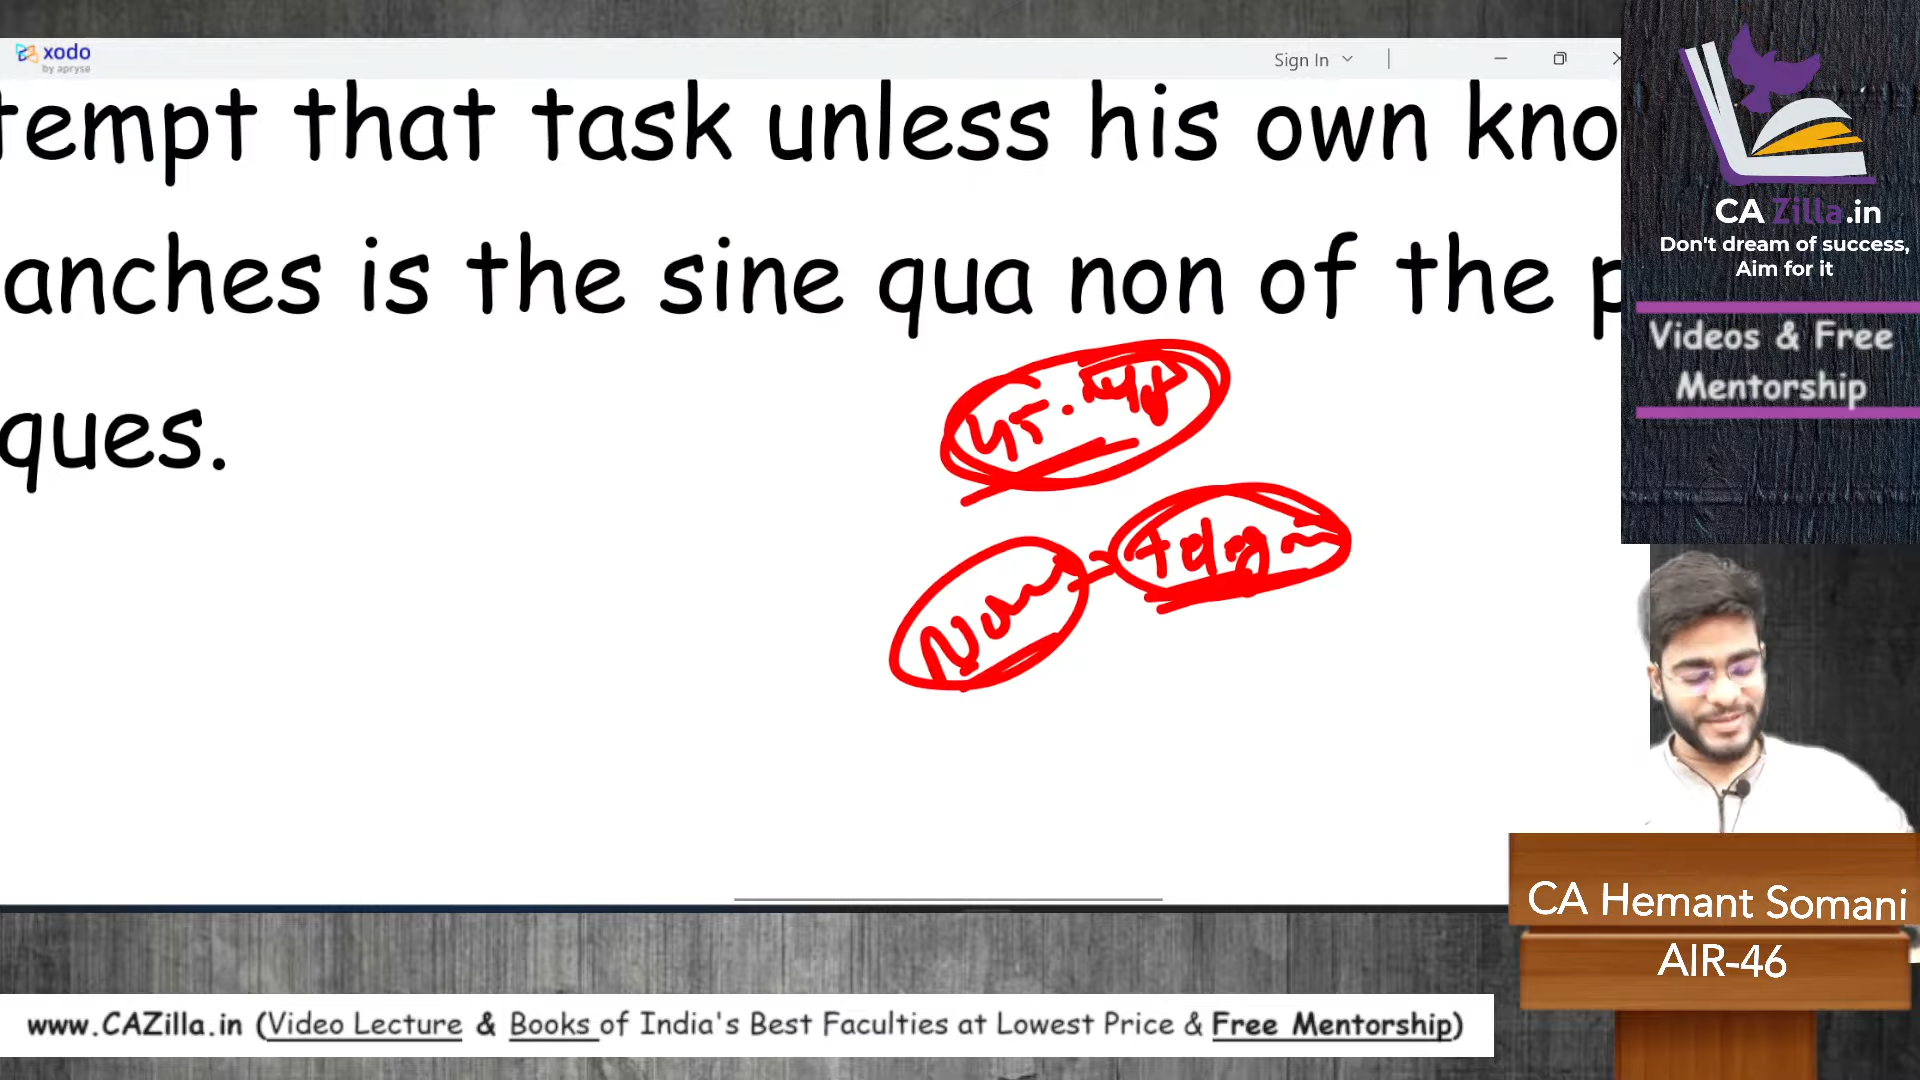 xodo
by apryse
Sign In
tempt that task unless his own kno
anches is the sine qua non of the p
ques.
CA Zilla.in
Don't dream of success,
Aim for it
Videos & Free
Mentorship
CA Hemant Somani
AIR-46
www.CAZilla.in (Video Lecture & Books of India's Best Faculties at Lowest Price & Free Mentorship)